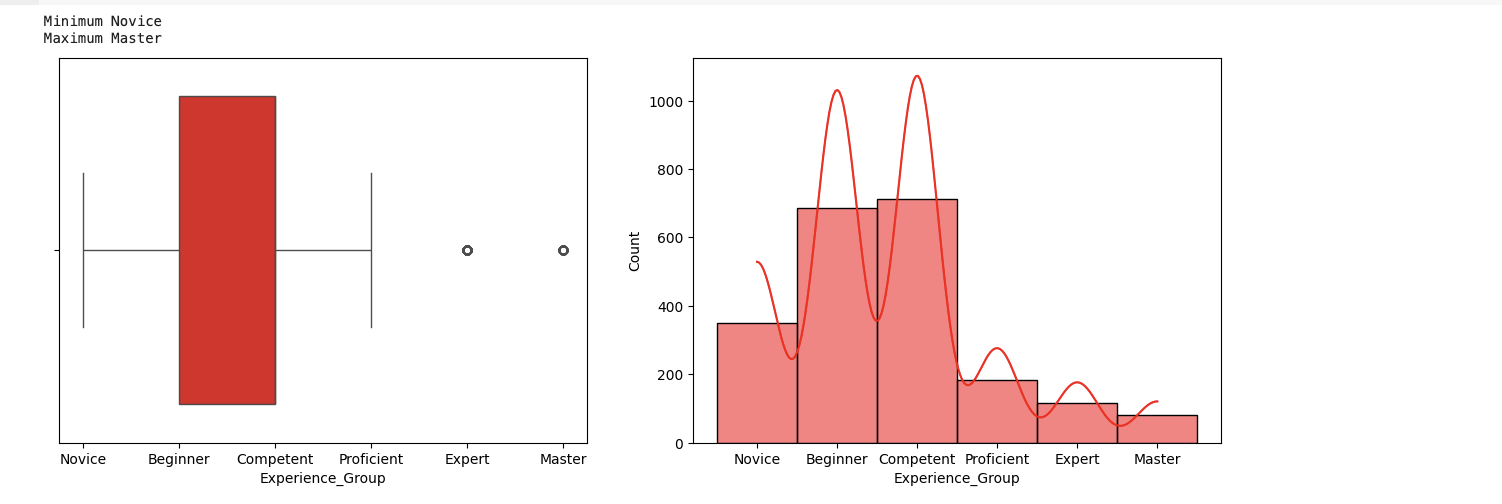 Minimum Novice
Maximum Master
Novice Beginner Competent Proficient Expert Master
Experience_Group
Count
1000
800
600
400
200
0
Novice Beginner Competent Proficient Expert Master
Experience_Group